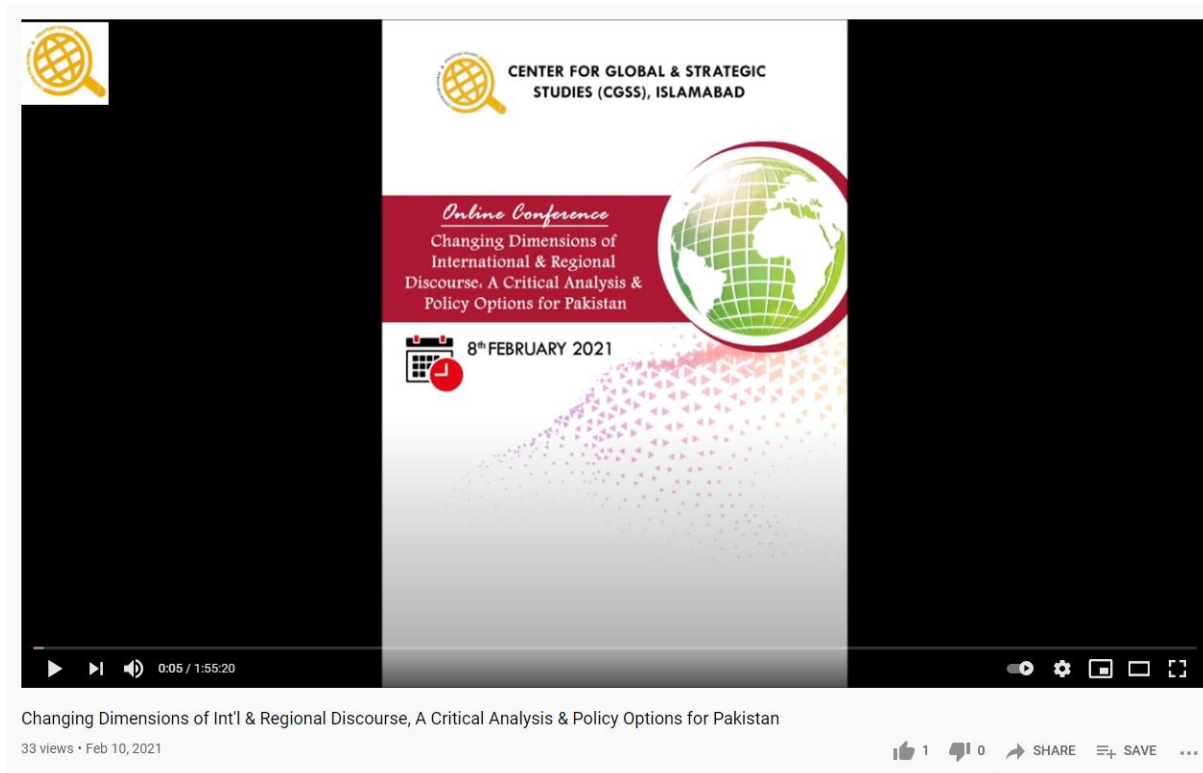 CENTER FOR GLOBAL & STRATEGIC
STUDIES (CGSS), ISLAMABAD
Online Conference
Changing Dimensions of
International & Regional
Discourse: A Critical Analysis &
Policy Options for Pakistan
8th FEBRUARY 2021
0:05 / 1:55:20
Changing Dimensions of Int'l & Regional Discourse, A Critical Analysis & Policy Options for Pakistan
33 views • Feb 10, 2021
1 0 SHARE SAVE